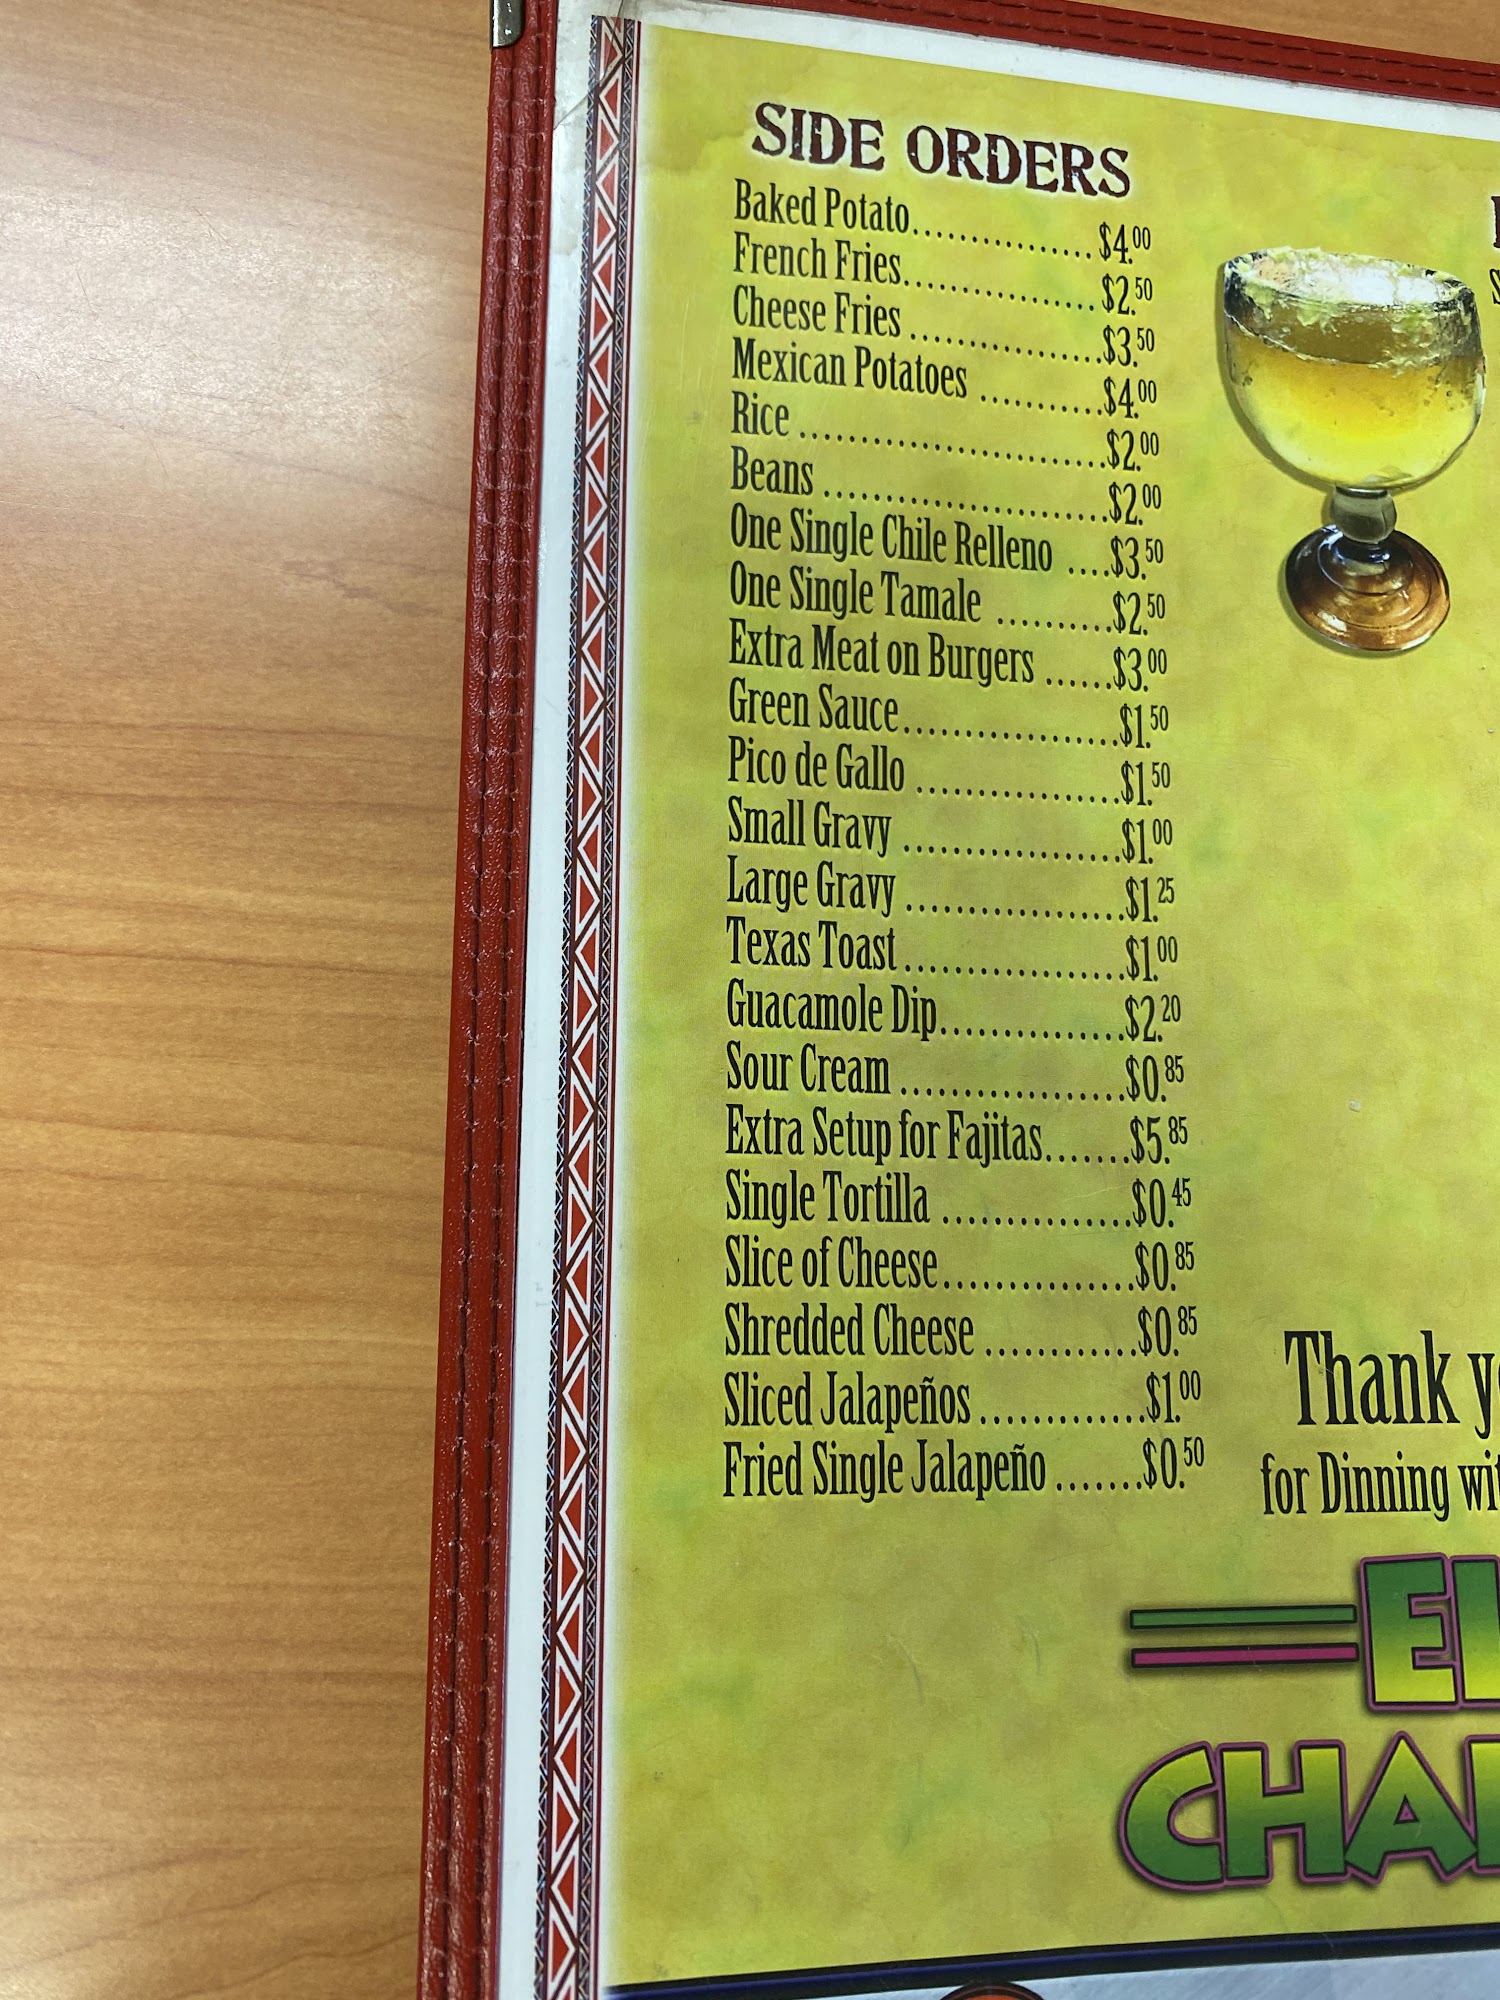 SIDE ORDERS
Baked Potato................$4.00
French Fries.................$2.50
Cheese Fries .................$3.50
Mexican Potatoes ...........$4.00
Rice ...........................$2.00
Beans .........................$2.00
One Single Chile Relleno ....$3.50
One Single Tamale ..........$2.50
Extra Meat on Burgers ......$3.00
Green Sauce..................$1.50
Pico de Gallo .................$1.50
Small Gravy ...................$1.00
Large Gravy ...................$1.25
Texas Toast ...................$1.00
Guacamole Dip................$2.20
Sour Cream ...................$0.85
Extra Setup for Fajitas.......$5.85
Single Tortilla ................$0.45
Slice of Cheese................$0.85
Shredded Cheese .............$0.85
Sliced Jalapeños ..............$1.00
Fried Single Jalapeño .......$0.50
Thank
for Dinning